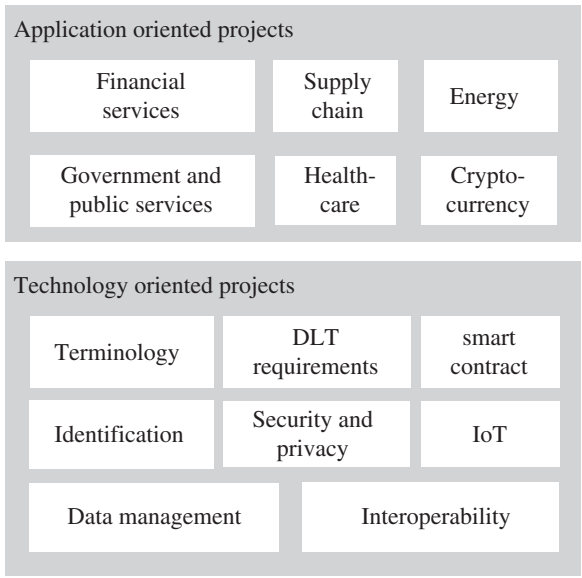 Application oriented projects
Financial
services
Supply
chain
Energy
Government and
public services
Health-
care
Crypto-
currency
Technology oriented projects
Terminology
DLT
requirements
smart
contract
Identification
Security and
privacy
IoT
Data management
Interoperability